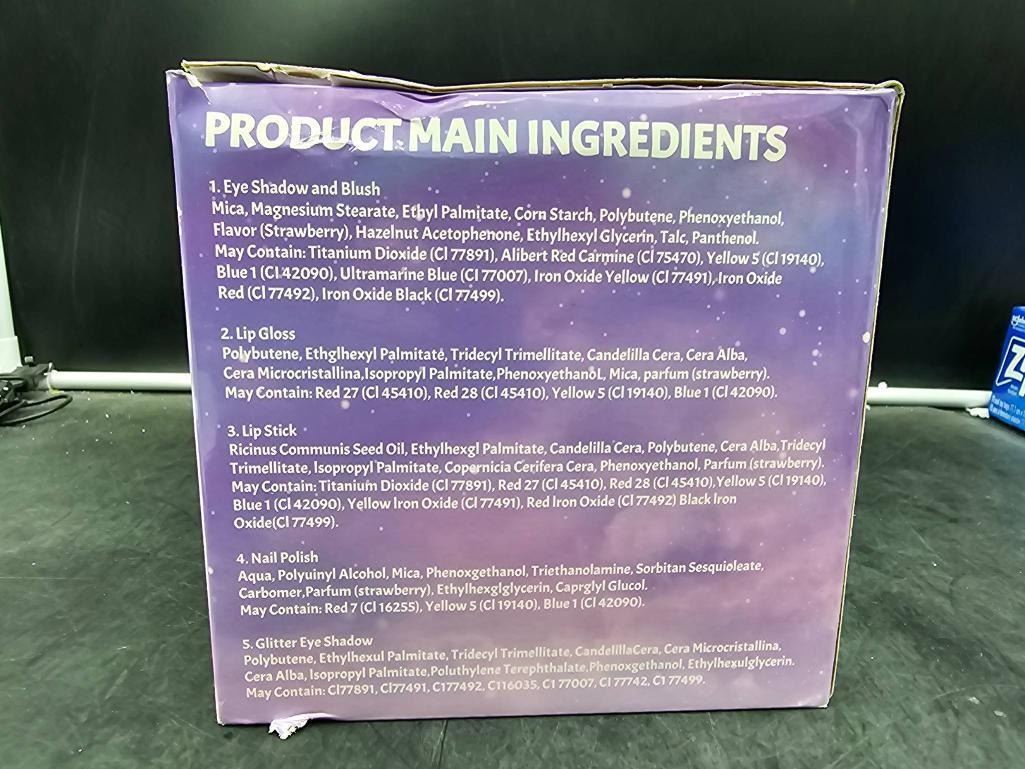 PRODUCT MAIN INGREDIENTS
1. Eye Shadow and Blush
Mica, Magnesium Stearate, Ethyl Palmitate, Corn Starch, Polybutene, Phenoxyethanol,
Flavor (Strawberry), Hazelnut Acetophenone, Ethylhexyl Glycerin, Talc, Panthenol.
May Contain: Titanium Dioxide (Cl 77891), Alibert Red Carmine (Cl 75470), Yellow 5 (Cl 19140),
Blue 1 (Cl 42090), Ultramarine Blue (Cl 77007), Iron Oxide Yellow (Cl 77491), Iron Oxide
Red (Cl 77492), Iron Oxide Black (Cl 77499).
2. Lip Gloss
Polybutene, Ethglhexyl Palmitate, Tridecyl Trimellitate, Candelilla Cera, Cera Alba,
Cera Microcristallina, Isopropyl Palmitate, Phenoxyethanol, Mica, parfum (strawberry).
May Contain: Red 27 (Cl 45410), Red 28 (Cl 45410), Yellow 5 (Cl 19140), Blue 1 (Cl 42090).
3. Lip Stick
Ricinus Communis Seed Oil, Ethylhexgl Palmitate, Candelilla Cera, Polybutene, Cera Alba, Tridecyl
Trimellitate, Isopropyl Palmitate, Copernicia Cerifera Cera, Phenoxyethanol, Parfum (strawberry).
May Contain: Titanium Dioxide (Cl 77891), Red 27 (Cl 45410), Red 28 (Cl 45410), Yellow 5 (Cl 19140),
Blue 1 (Cl 42090), Yellow Iron Oxide (Cl 77491), Red Iron Oxide (Cl 77492) Black Iron
Oxide(Cl 77499).
4. Nail Polish
Aqua, Polyuinyl Alcohol, Mica, Phenoxgethanol, Triethanolamine, Sorbitan Sesquioleate,
Carbomer, Parfum (strawberry), Ethylhexglglycerin, Caprglyl Glucol.
May Contain: Red 7 (Cl 16255), Yellow 5 (Cl 19140), Blue 1 (Cl 42090).
5. Glitter Eye Shadow
Polybutene, Ethylhexul Palmitate, Tridecyl Trimellitate, CandelillaCera, Cera Microcristallina,
Cera Alba, Isopropyl Palmitate, Poluthylene Terephthalate, Phenoxgethanol, Ethylhexulglycerin.
May Contain: Cl77891, Cl77491, C177492, C116035, C1 77007, Cl 77742, C1 77499.